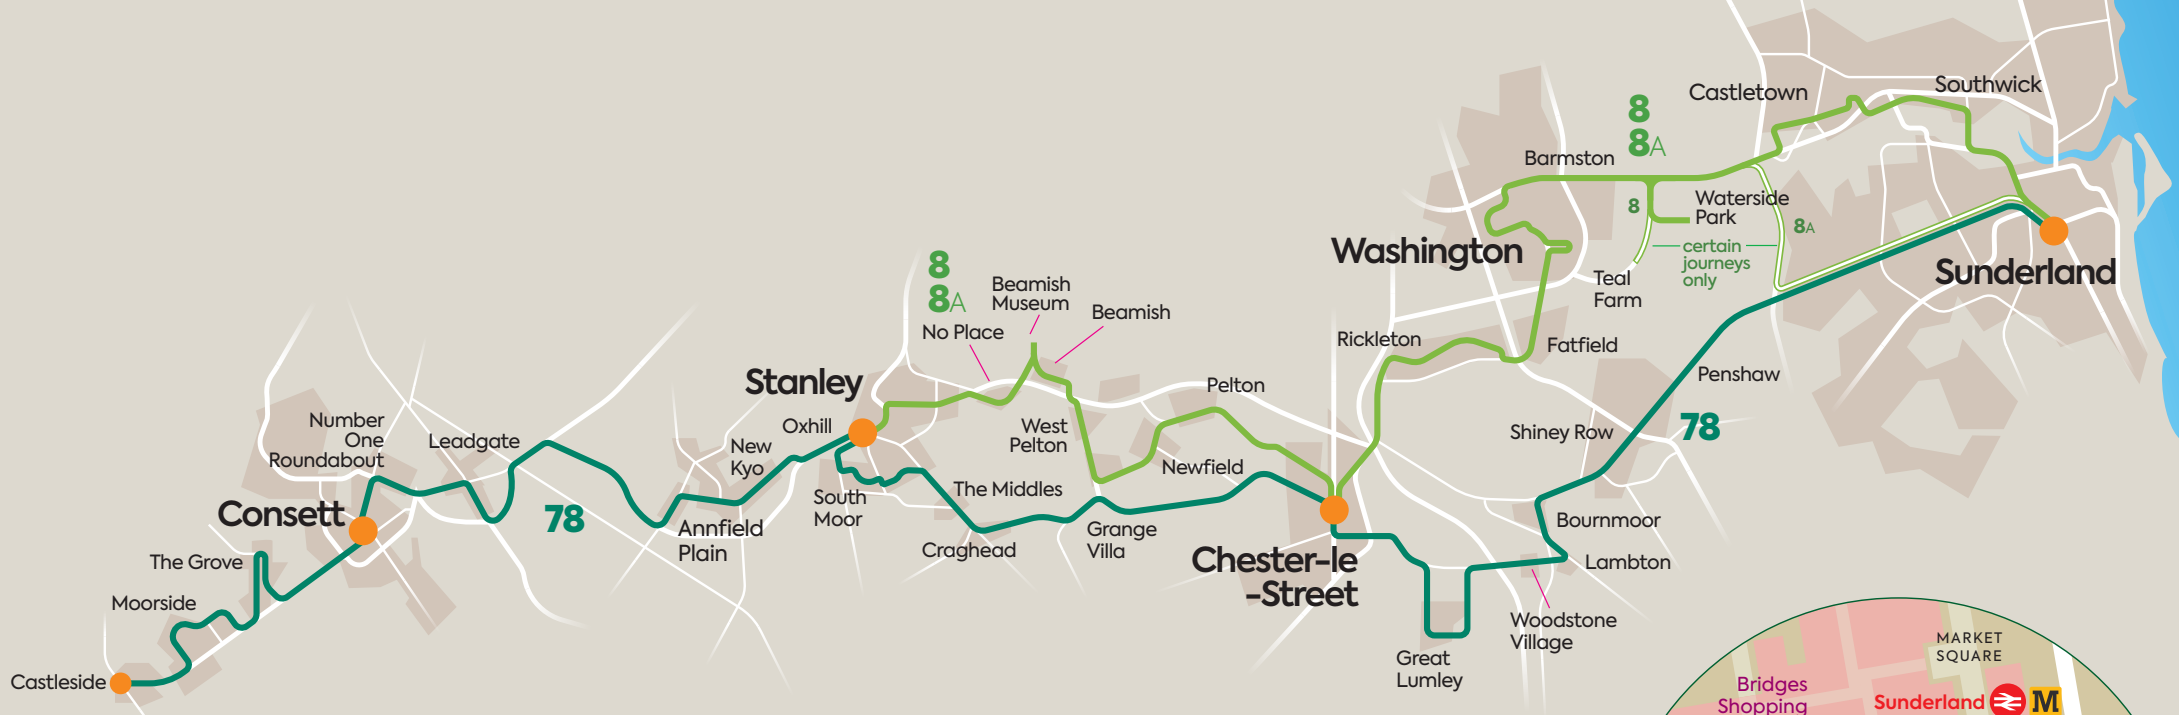 Castleside
Moorside
The Grove
Consett
Number
One
Roundabout
Leadgate
78
Annfield
Plain
New
Kyo
Oxhill
Stanley
South
Moor
The Middles
Craghead
8
8A
No Place
Beamish
Museum
Beamish
West
Pelton
Grange
Villa
Newfield
Pelton
Chester-le
-Street
Great
Lumley
Woodstone
Village
Lambton
Bournmoor
Shiney Row
78
Penshaw
Rickleton
Fatfield
Washington
Barmston
8
8A
8
Waterside
Park
certain
journeys
only
8A
Teal
Farm
Castletown
Southwick
Sunderland
MARKET
SQUARE
Bridges
Shopping
Sunderland M